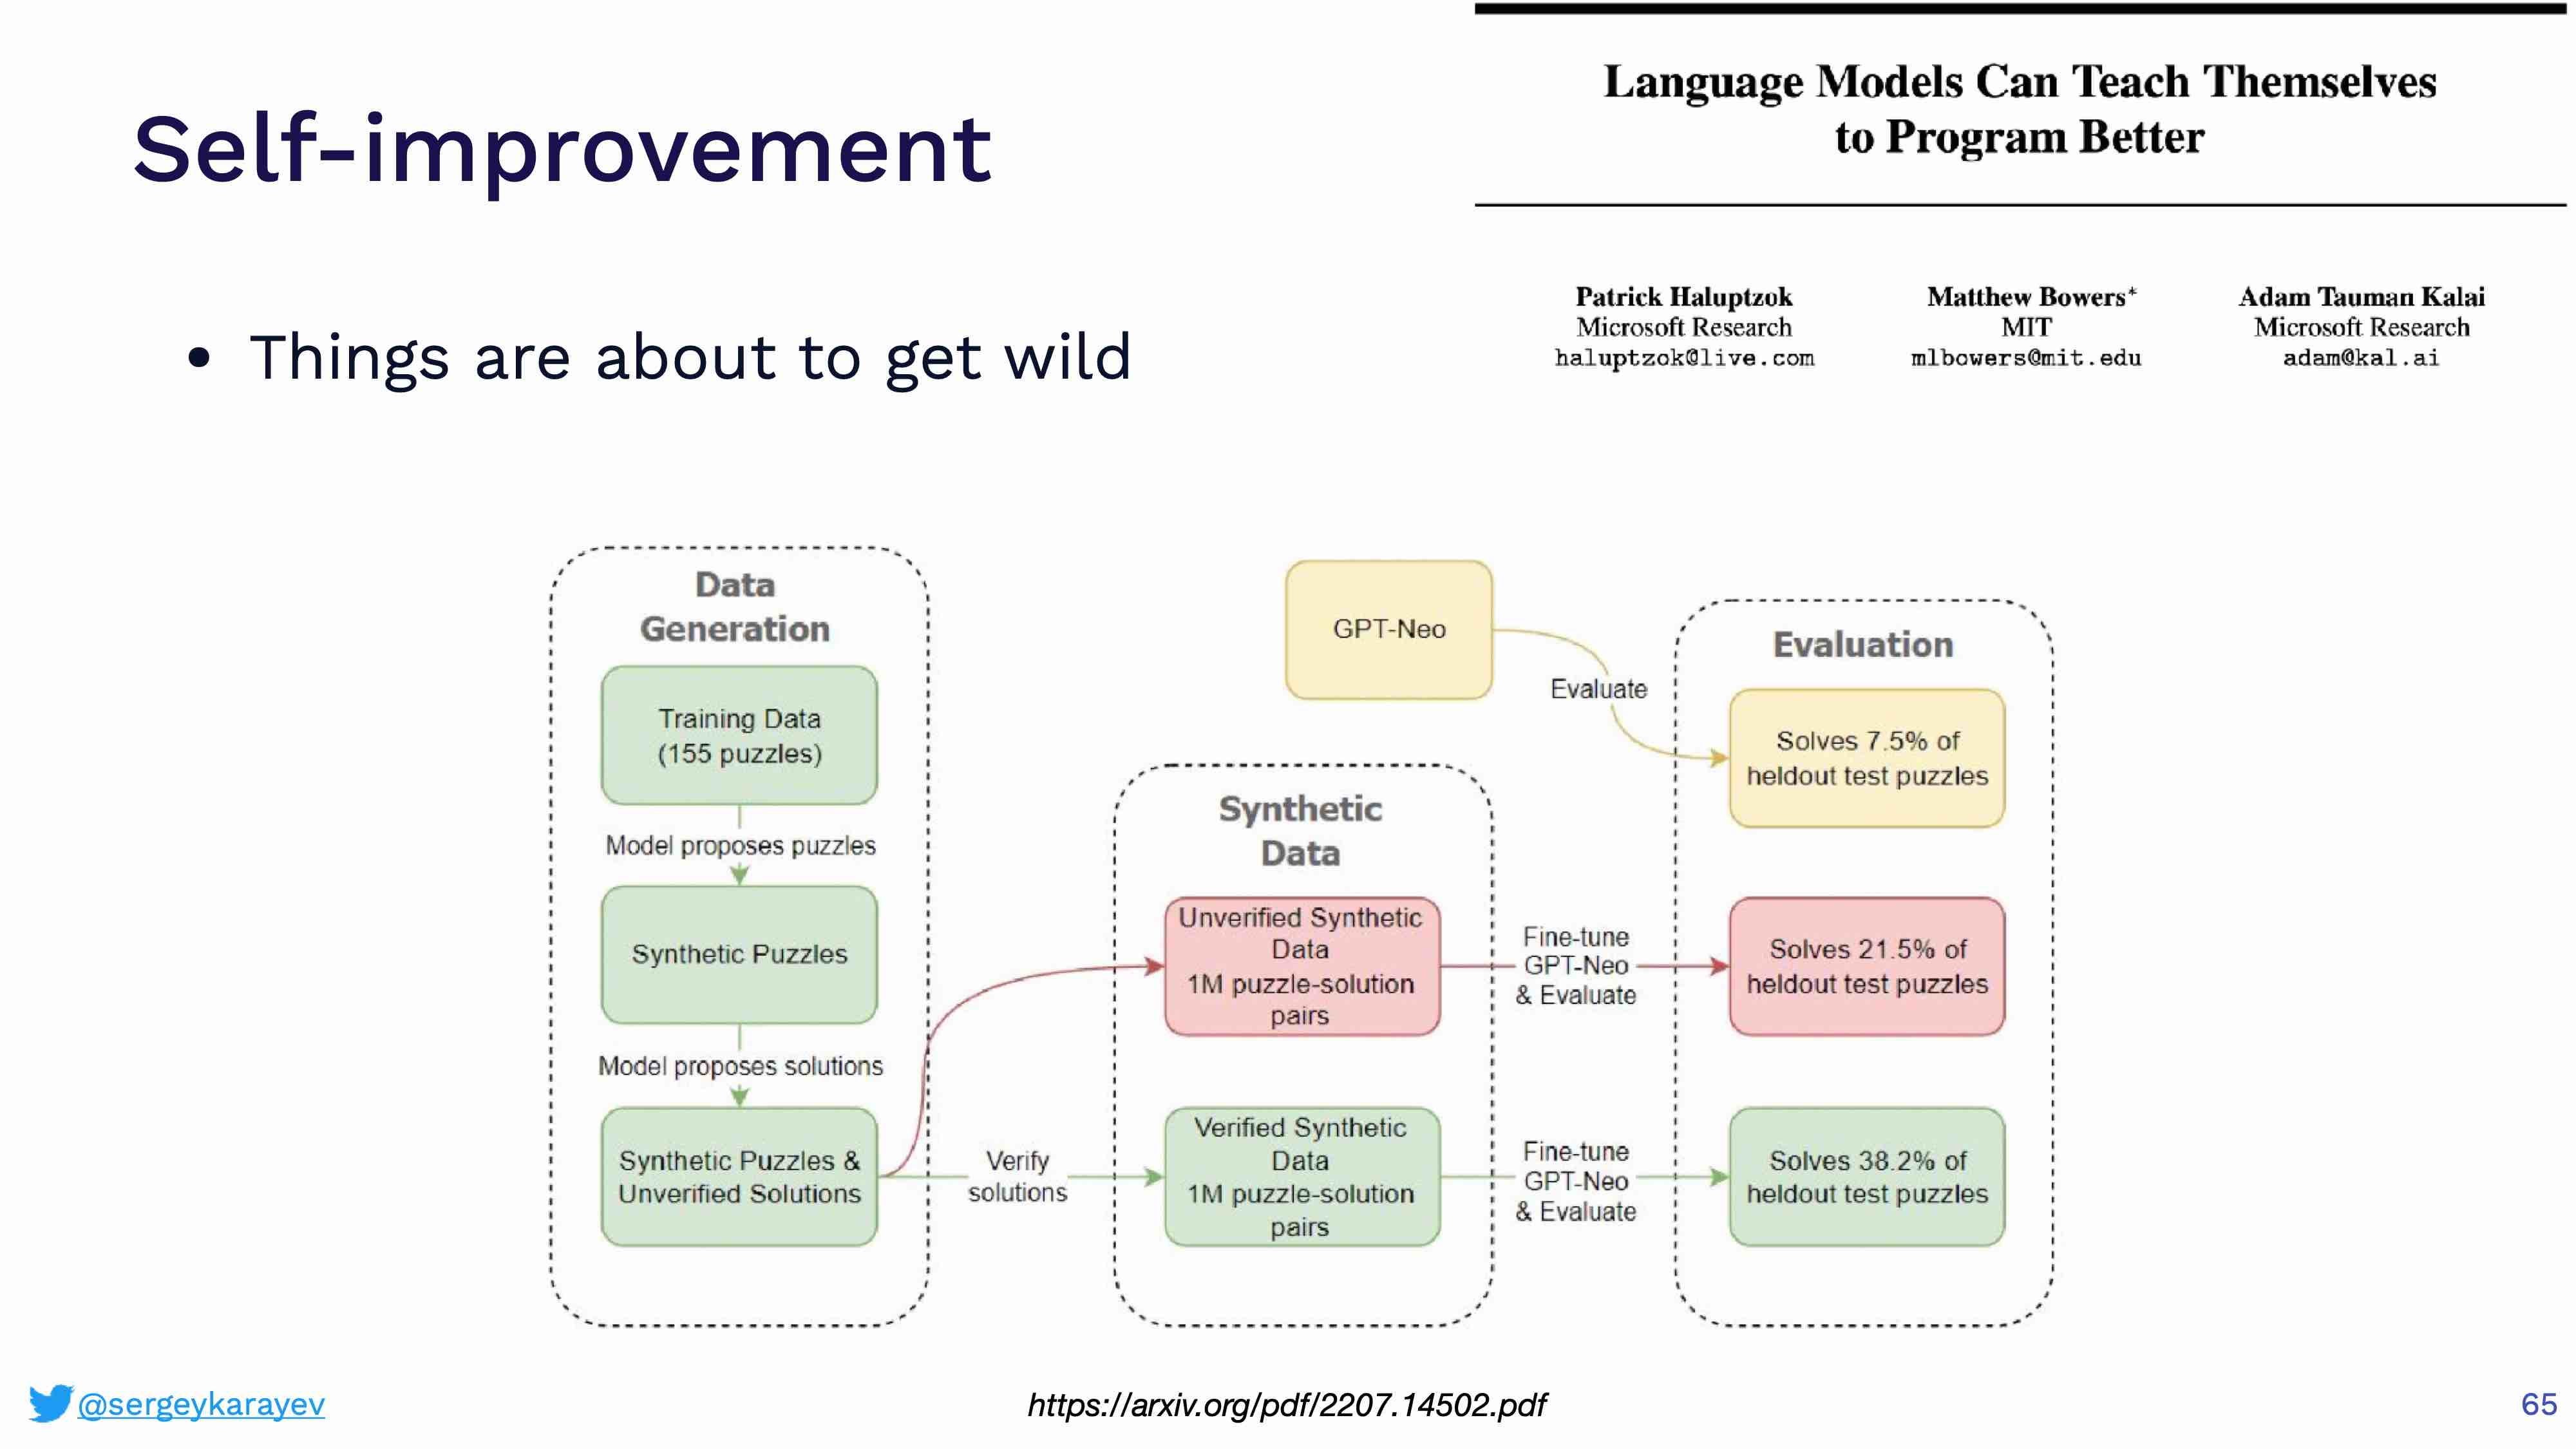 Self-improvement
• Things are about to get wild
Language Models Can Teach Themselves
to Program Better
Patrick Haluptzok
Microsoft Research
haluptzok@live.com
Matthew Bowers*
MIT
mlbowers@mit.edu
Adam Tauman Kalai
Microsoft Research
adam@kal.ai
Data
Generation
Training Data
(155 puzzles)
Model proposes puzzles
Synthetic Puzzles
Model proposes solutions
Synthetic Puzzles &
Unverified Solutions
Verify
solutions
Synthetic
Data
Unverified Synthetic
Data
1M puzzle-solution
pairs
Verified Synthetic
Data
1M puzzle-solution
pairs
GPT-Neo
Evaluate
Fine-tune
GPT-Neo
& Evaluate
Fine-tune
GPT-Neo
& Evaluate
Evaluation
Solves 7.5% of
heldout test puzzles
Solves 21.5% of
heldout test puzzles
Solves 38.2% of
heldout test puzzles
@sergeykarayev
https://arxiv.org/pdf/2207.14502.pdf
65